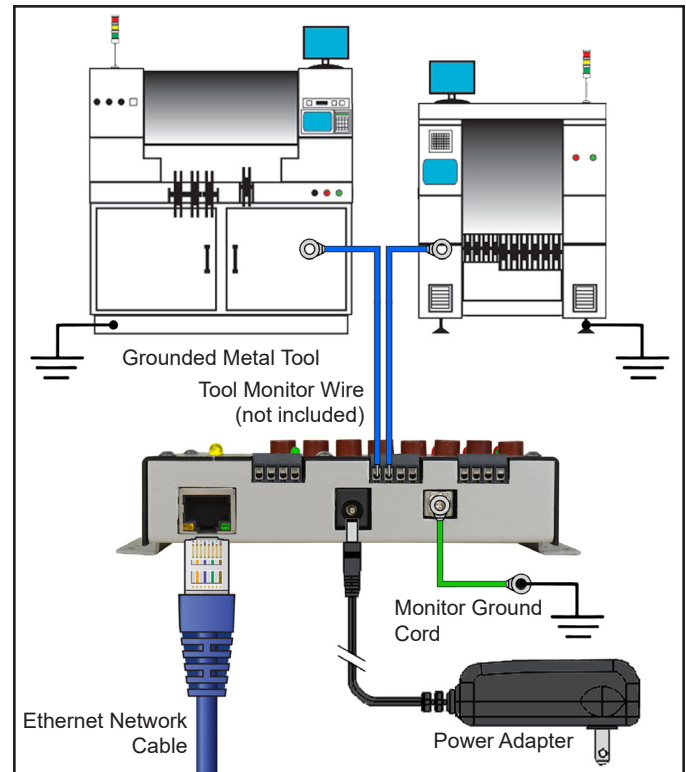 Grounded Metal Tool
Tool Monitor Wire
(not included)
Monitor Ground
Cord
Ethernet Network
Cable
Power Adapter